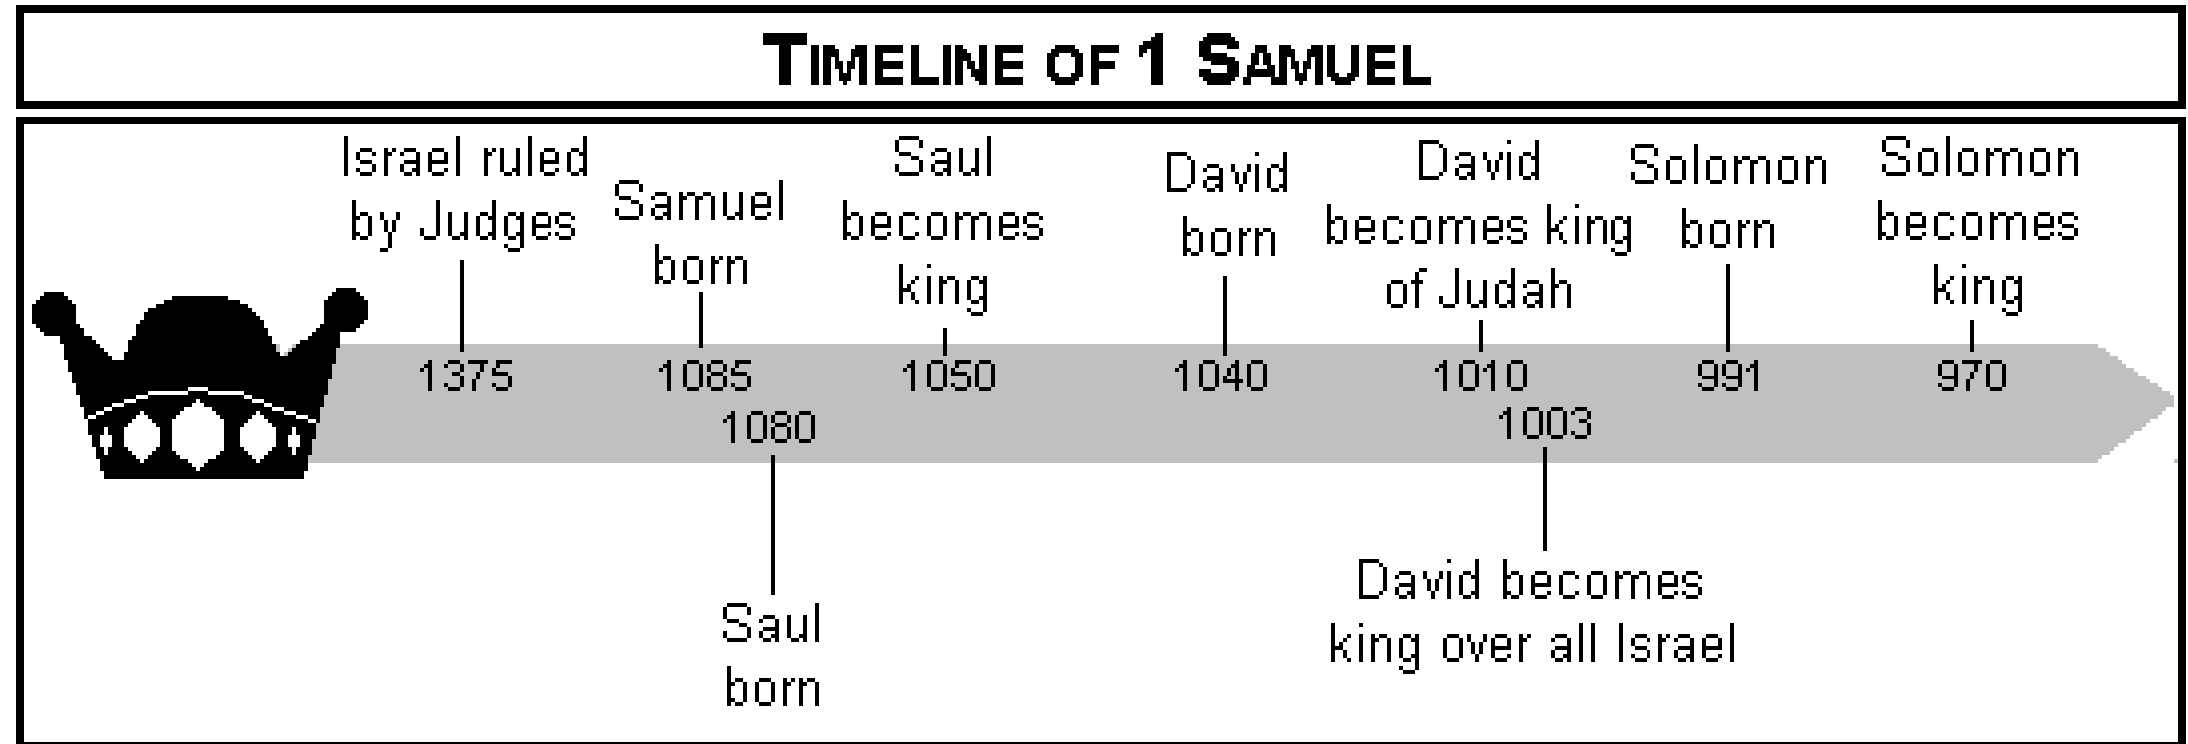 TIMELINE OF 1 SAMUEL
Israel ruled
by Judges
1375
Samuel
born
1085
1080
Saul
born
Saul
becomes
king
1050
David
born
1040
David
becomes king
of Judah
1010
1003
David becomes
king over all Israel
Solomon
born
991
Solomon
becomes
king
970